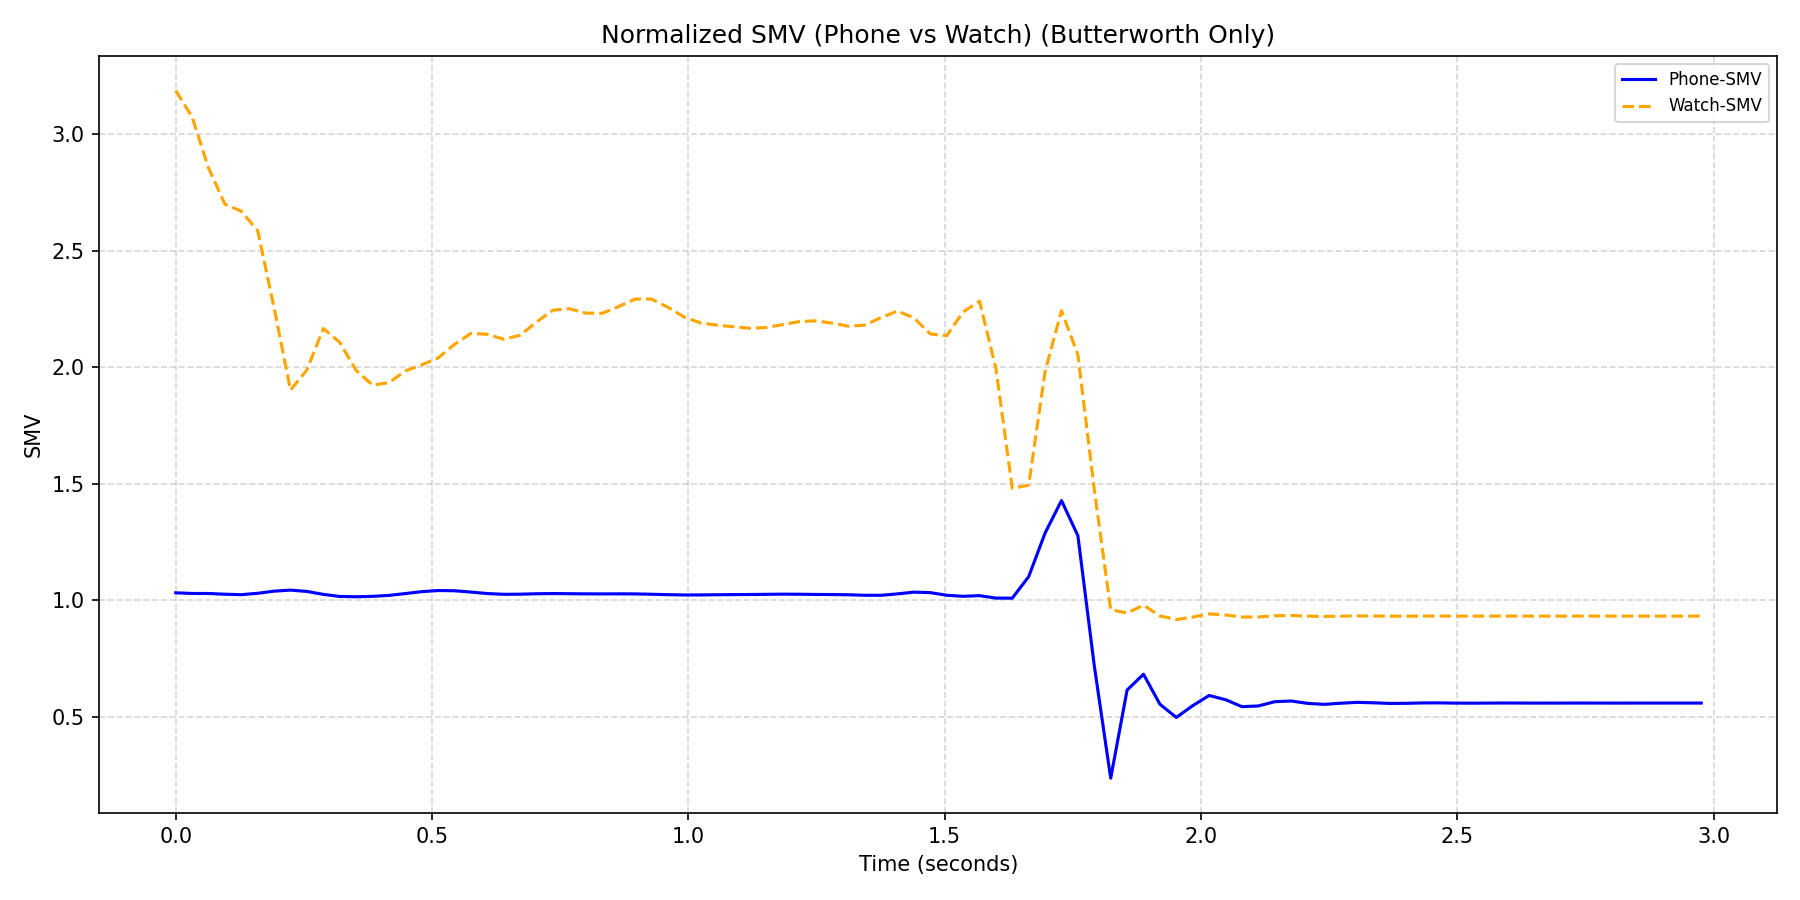 Normalized SMV (Phone vs Watch) (Butterworth Only)
Phone-SMV
Watch-SMV
3.0
2.5
2.0
1.5
1.0
0.5
SMV
0.0 0.5 1.0 1.5 2.0 2.5 3.0
Time (seconds)